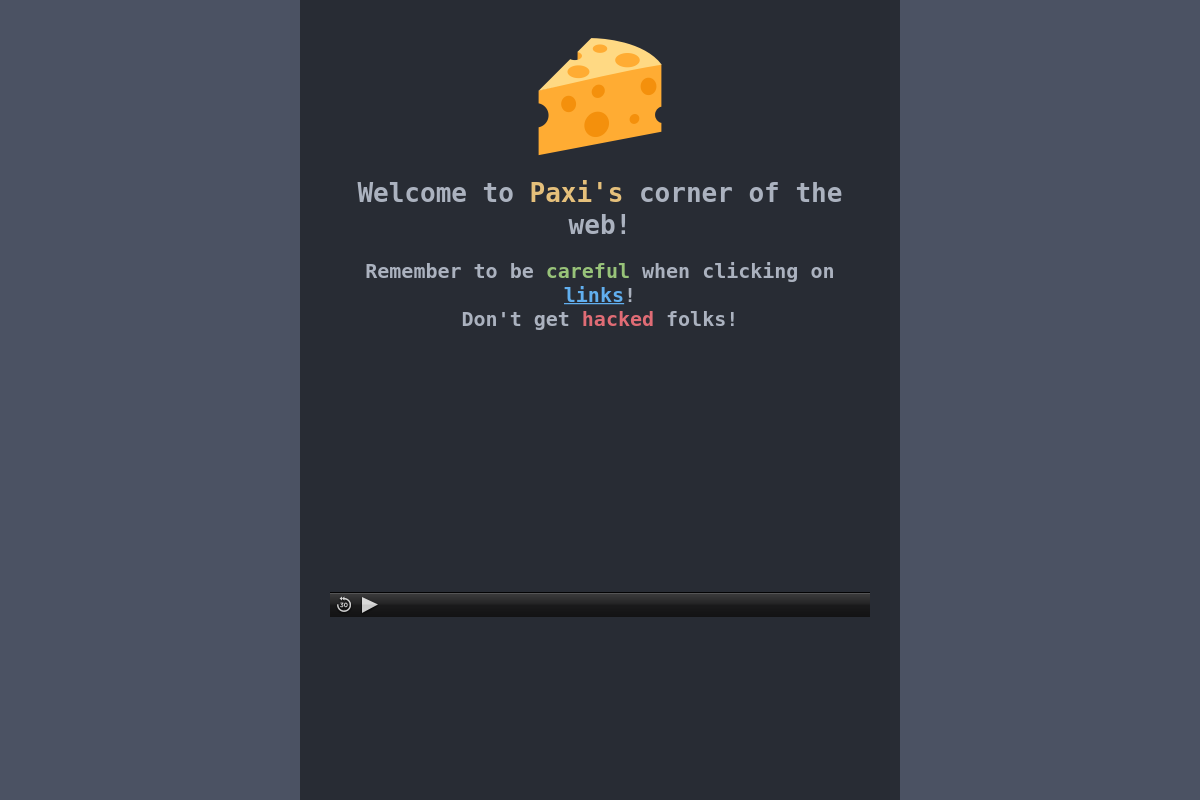 Welcome to Paxi's corner of the
web!
Remember to be careful when clicking on
links!
Don't get hacked folks!
30